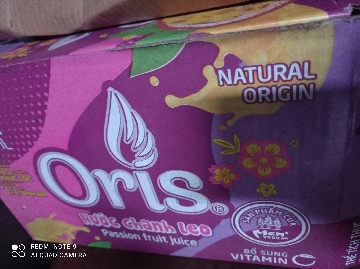 NATURAL
ORIGIN
Oris®
Nước chanh leo
Passion fruit juice
SẢN PHẨM CỦA
BỔ SUNG
VITAMIN C
REDMI NOTE 9
AI QUAD CAMERA